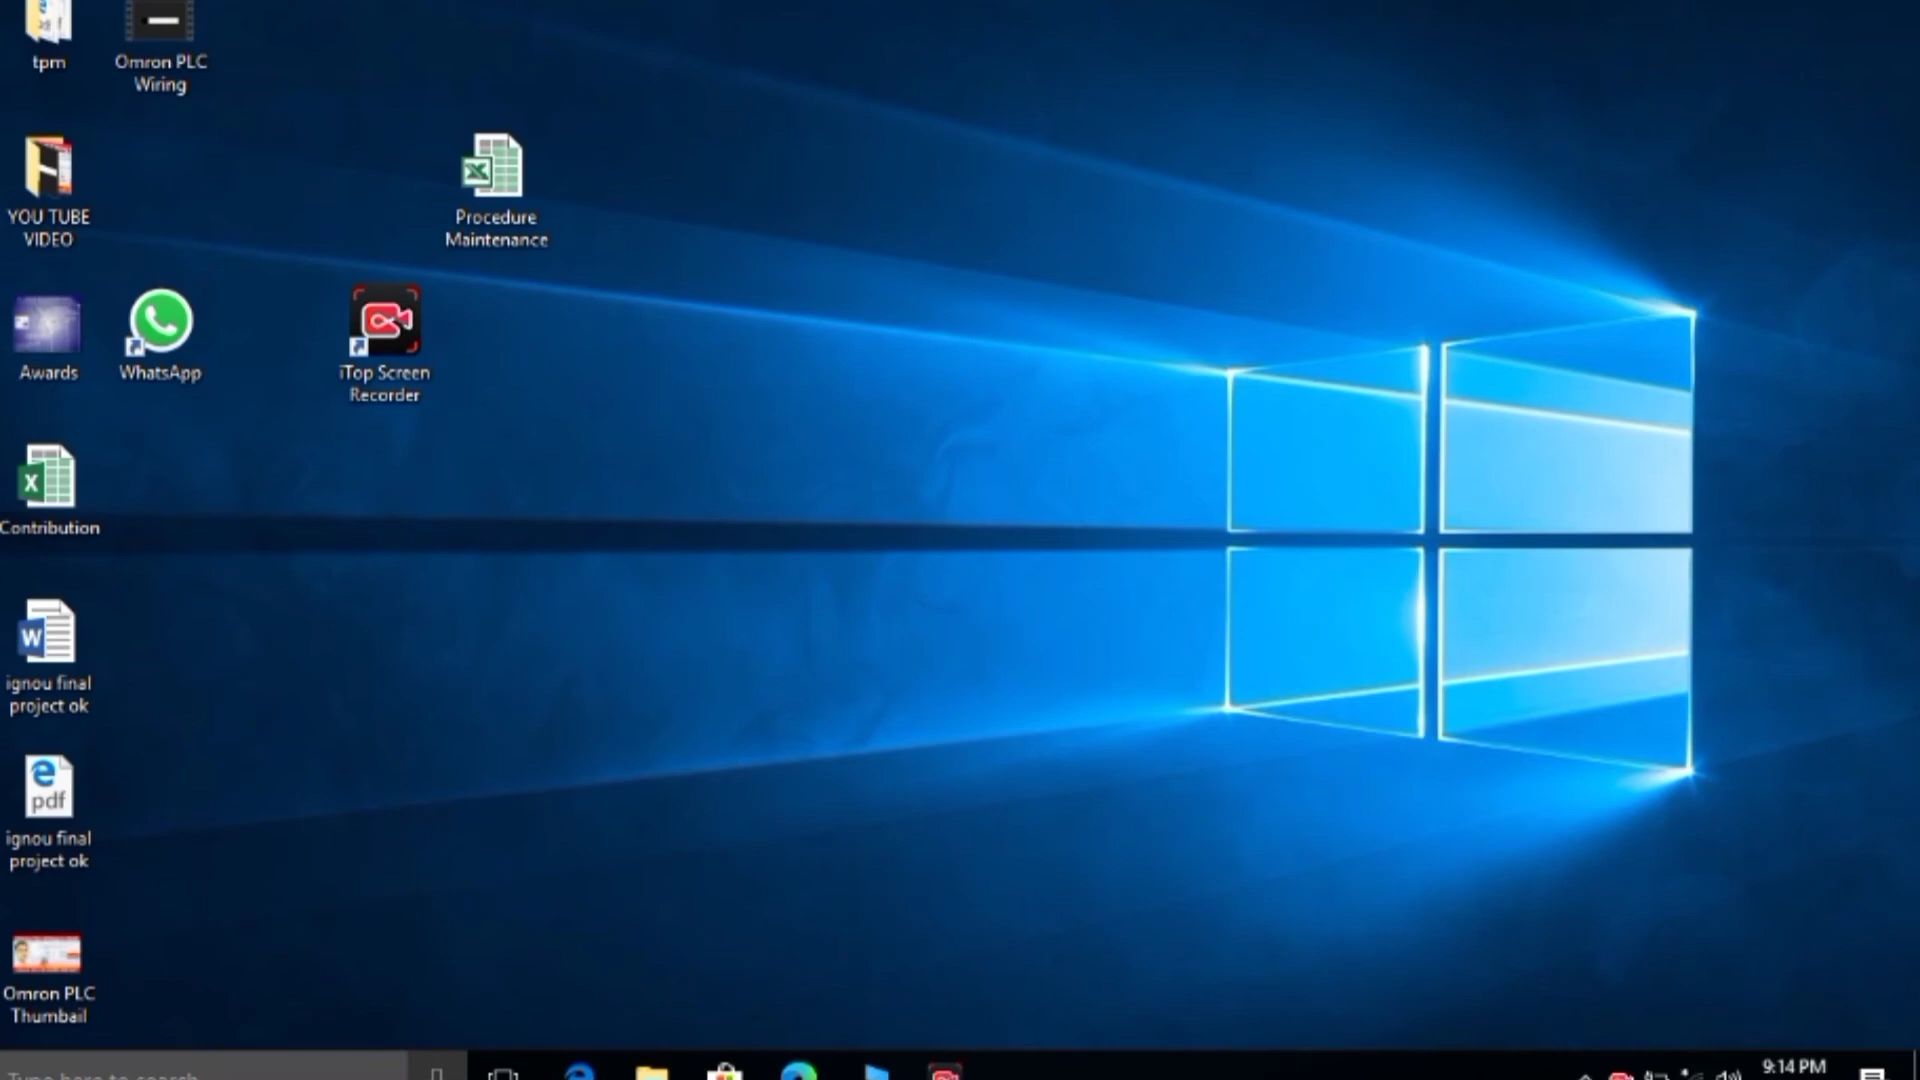 tpm
Omron PLC
Wiring
YOU TUBE
VIDEO
Procedure
Maintenance
Awards
WhatsApp
iTop Screen
Recorder
Contribution
ignou final
project ok
pdf
ignou final
project ok
Omron PLC
Thumbail
Type here to search
9:14 PM